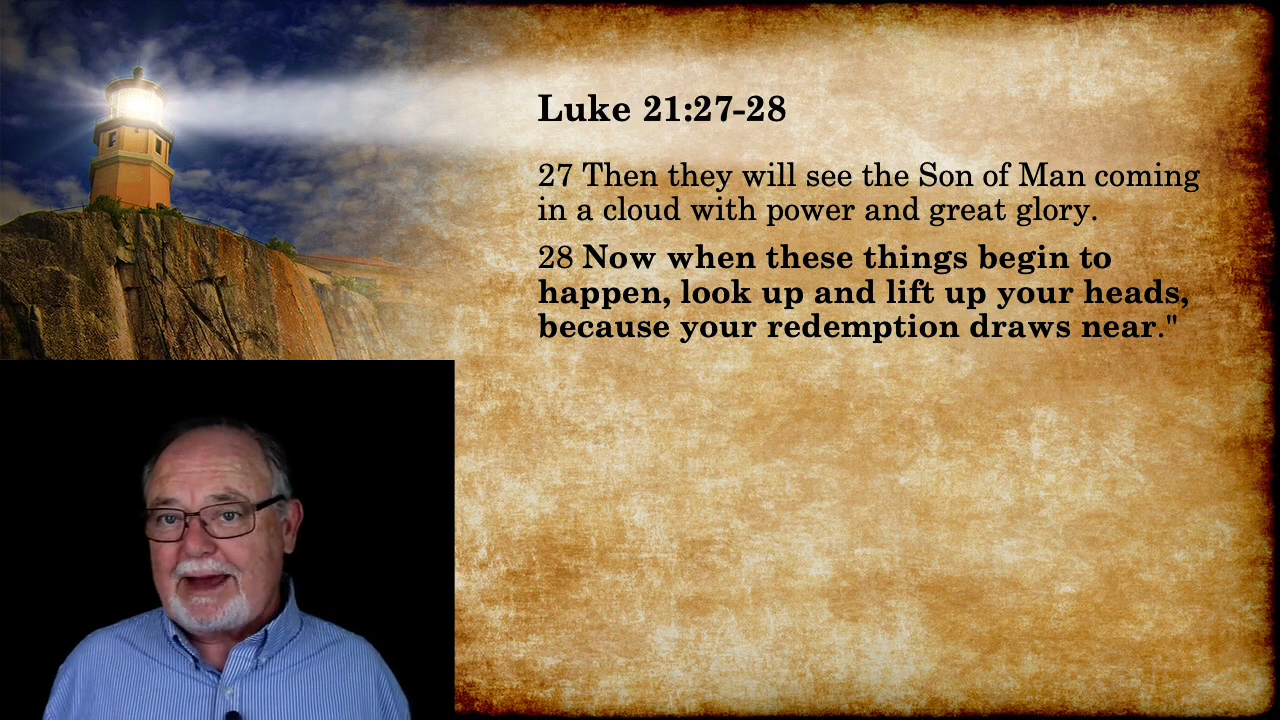 Luke 21:27-28
27 Then they will see the Son of Man coming
in a cloud with power and great glory.
28 Now when these things begin to
happen, look up and lift up your heads,
because your redemption draws near."